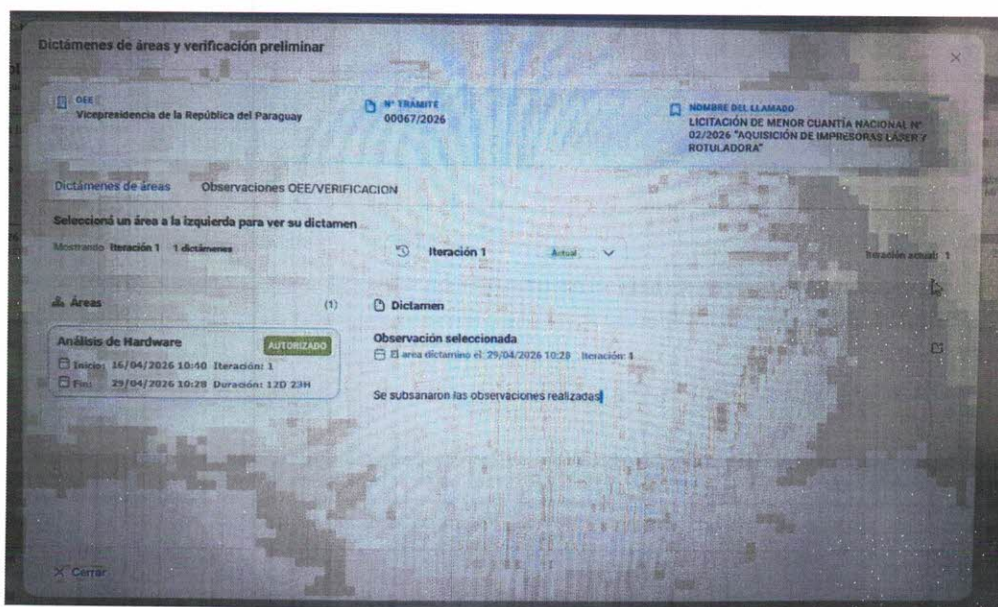 Dictámenes de áreas y verificación preliminar
OEE
Vicepresidencia de la República del Paraguay
N° TRÁMITE
00067/2026
NOMBRE DEL LLAMADO
LICITACIÓN DE MENOR CUANTÍA NACIONAL N°
02/2026 "AQUISICIÓN DE IMPRESORAS LÁSER Y
ROTULADORA"
Dictámenes de áreas
Observaciones OEE/VERIFICACION
Seleccioná un área a la izquierda para ver su dictamen
Mostrando Iteración 1 1 dictámenes
Iteración 1 Actual
Iteración actual: 1
Áreas (1)
Dictamen
Análisis de Hardware AUTORIZADO
Inicio: 16/04/2026 10:40 Iteración: 1
Fin: 29/04/2026 10:28 Duración: 12D 23H
Observación seleccionada
El area dictamino el: 29/04/2026 10:28 Iteración: 1
Se subsanaron las observaciones realizadas
Cerrar